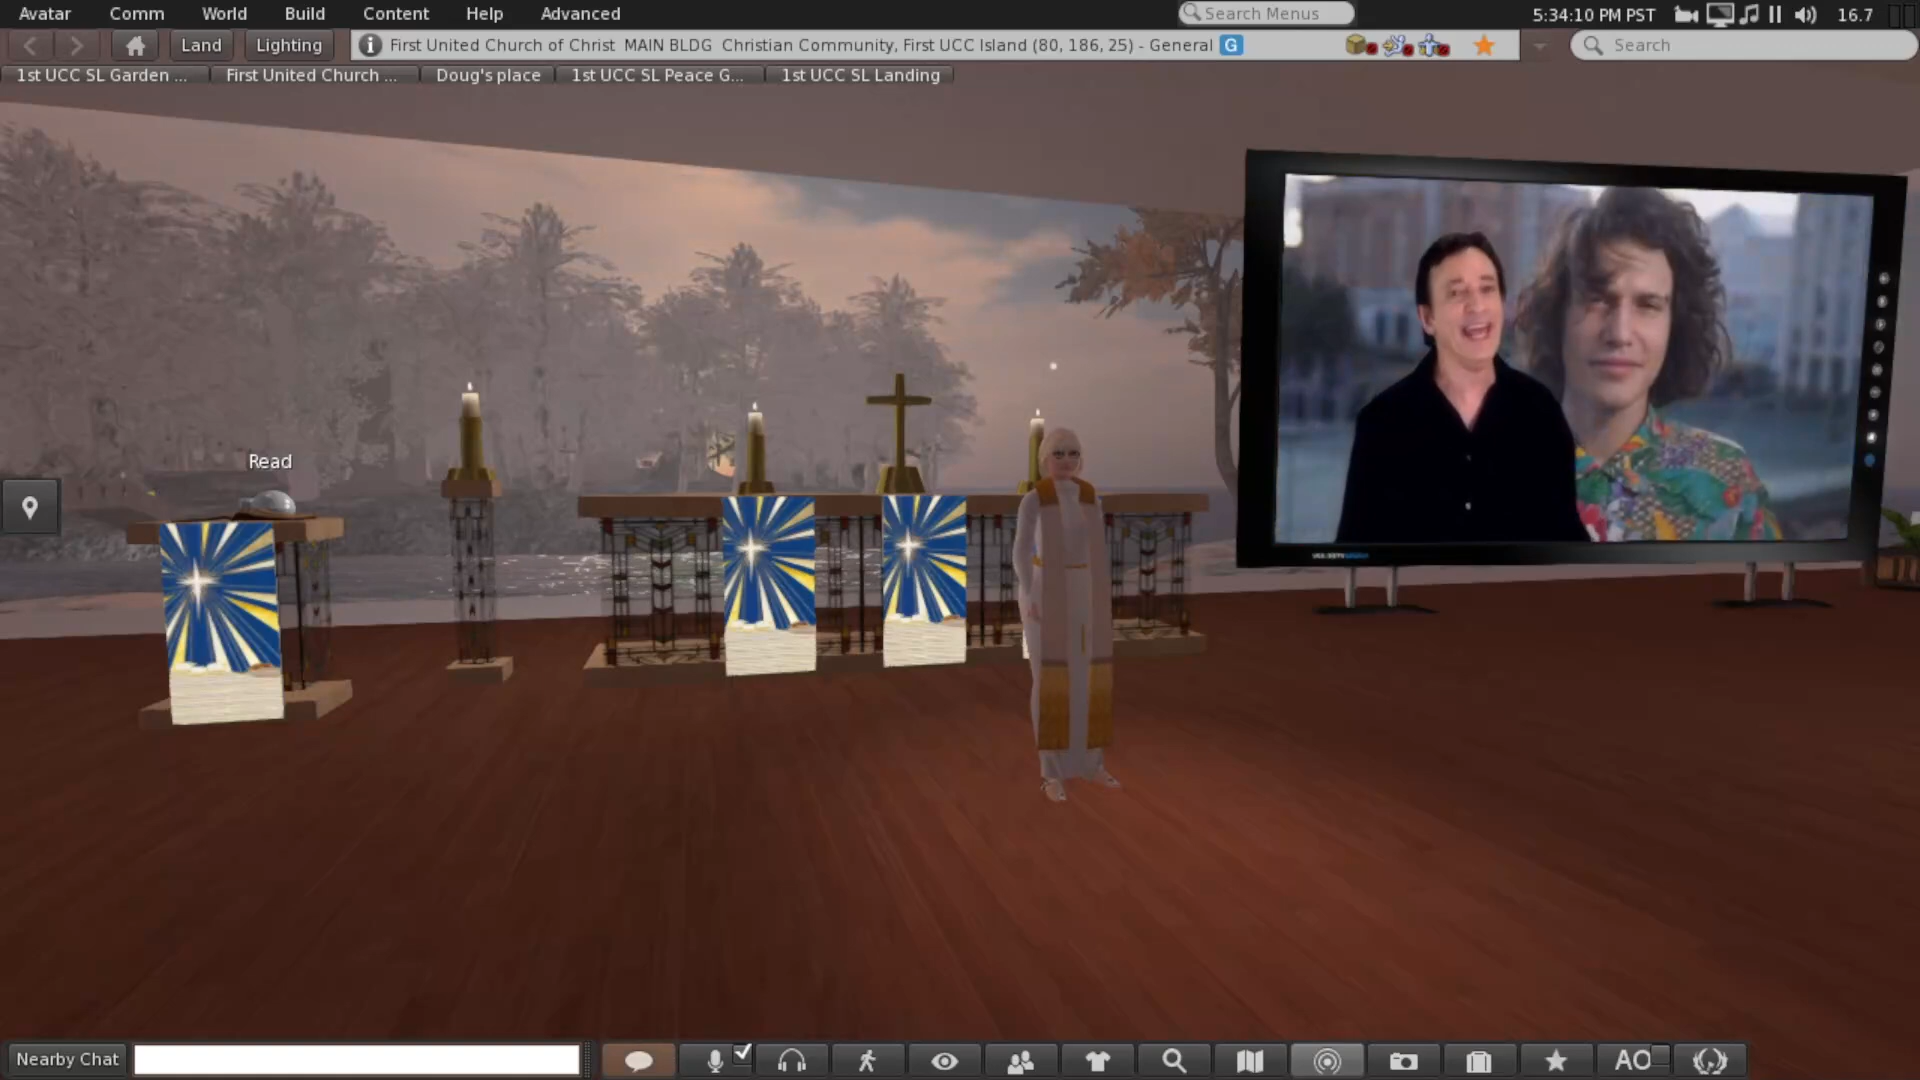 Avatar Comm World Build Content Help Advanced Search Menus 5:34:10 PM PST 16.7
Land Lighting First United Church of Christ MAIN BLDG Christian Community, First UCC Island (80, 186, 25) - General G Search
1st UCC SL Garden ... First United Church ... Doug's place 1st UCC SL Peace G... 1st UCC SL Landing
Read
Nearby Chat AO